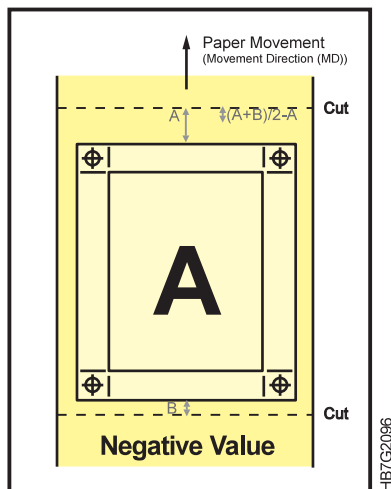 Paper Movement
(Movement Direction (MD))
Cut
A
(A+B)/2-A
A
B
Cut
Negative Value
HB7G2096